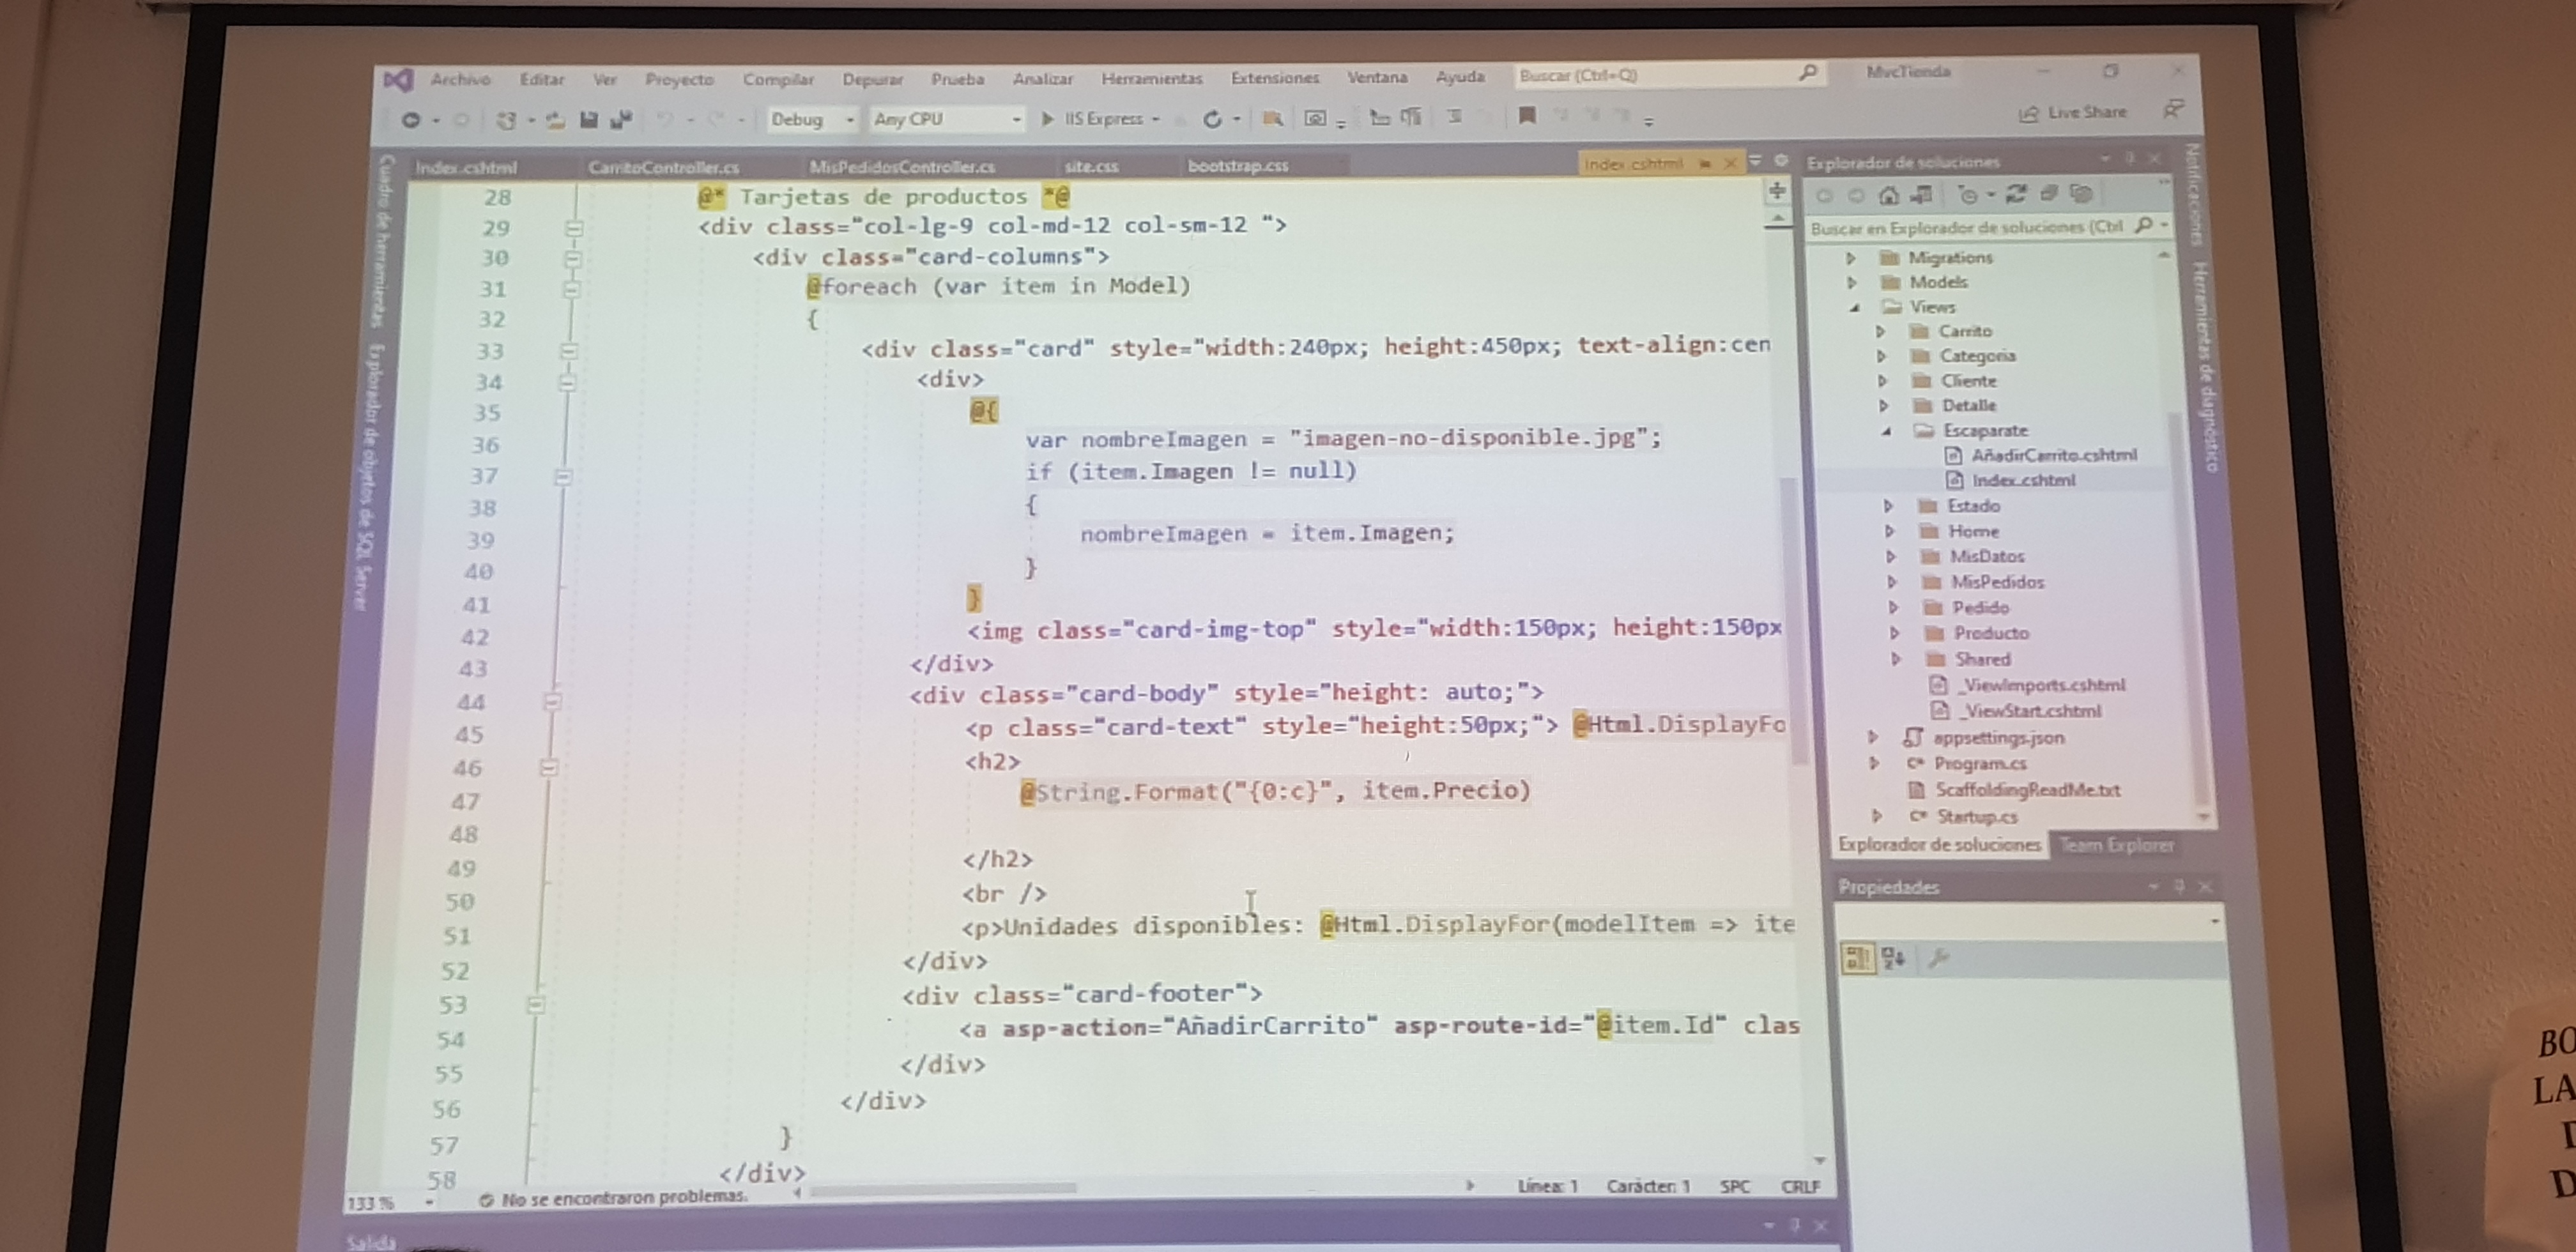 Archivo Editar Ver Proyecto Compilar Depurar Prueba Analizar Herramientas Extensiones Ventana Ayuda Buscar (Ctrl+Q) MvcTienda
Debug Any CPU IIS Express Live Share
Index.cshtml CarritoController.cs MisPedidosController.cs site.css bootstrap.css Index.cshtml
28 @* Tarjetas de productos *@
29 <div class="col-lg-9 col-md-12 col-sm-12 ">
30 <div class="card-columns">
31 @foreach (var item in Model)
32 {
33 <div class="card" style="width:240px; height:450px; text-align:cen
34 <div>
35 @{
36 var nombreImagen = "imagen-no-disponible.jpg";
37 if (item.Imagen != null)
38 {
39 nombreImagen = item.Imagen;
40 }
41 }
42 <img class="card-img-top" style="width:150px; height:150px
43 </div>
44 <div class="card-body" style="height: auto;">
45 <p class="card-text" style="height:50px;"> @Html.DisplayFo
46 <h2>
47 @String.Format("{0:c}", item.Precio)
48
49 </h2>
50 <br />
51 <p>Unidades disponibles: @Html.DisplayFor(modelItem => ite
52 </div>
53 <div class="card-footer">
54 <a asp-action="AñadirCarrito" asp-route-id="@item.Id" clas
55 </div>
56 </div>
57 }
58 </div>
133 % No se encontraron problemas. Línea: 1 Carácter: 1 SPC CRLF
Salida
Cuadro de herramientas Explorador de objetos de SQL Server
Explorador de soluciones
Buscar en Explorador de soluciones (Ctrl
Migrations
Models
Views
Carrito
Categoria
Cliente
Detalle
Escaparate
AñadirCarrito.cshtml
Index.cshtml
Estado
Home
MisDatos
MisPedidos
Pedido
Producto
Shared
_ViewImports.cshtml
_ViewStart.cshtml
appsettings.json
C# Program.cs
ScaffoldingReadMe.txt
C# Startup.cs
Explorador de soluciones Team Explorer
Propiedades
Notificaciones Herramientas de diagnóstico
BO
LA
D